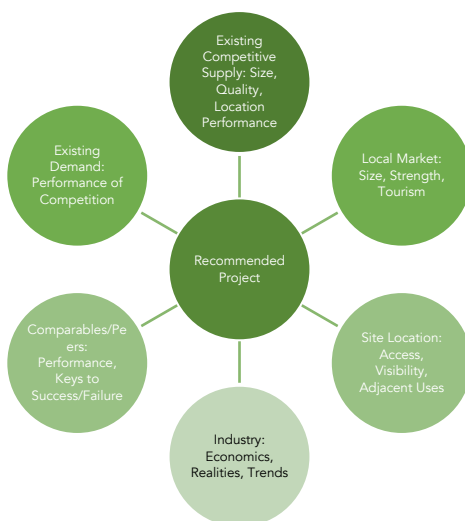 Existing
Competitive
Supply: Size,
Quality,
Location
Performance
Existing
Demand:
Performance of
Competition
Local Market:
Size, Strength,
Tourism
Recommended
Project
Comparables/Pe
ers:
Performance,
Keys to
Success/Failure
Site Location:
Access,
Visibility,
Adjacent Uses
Industry:
Economics,
Realities, Trends